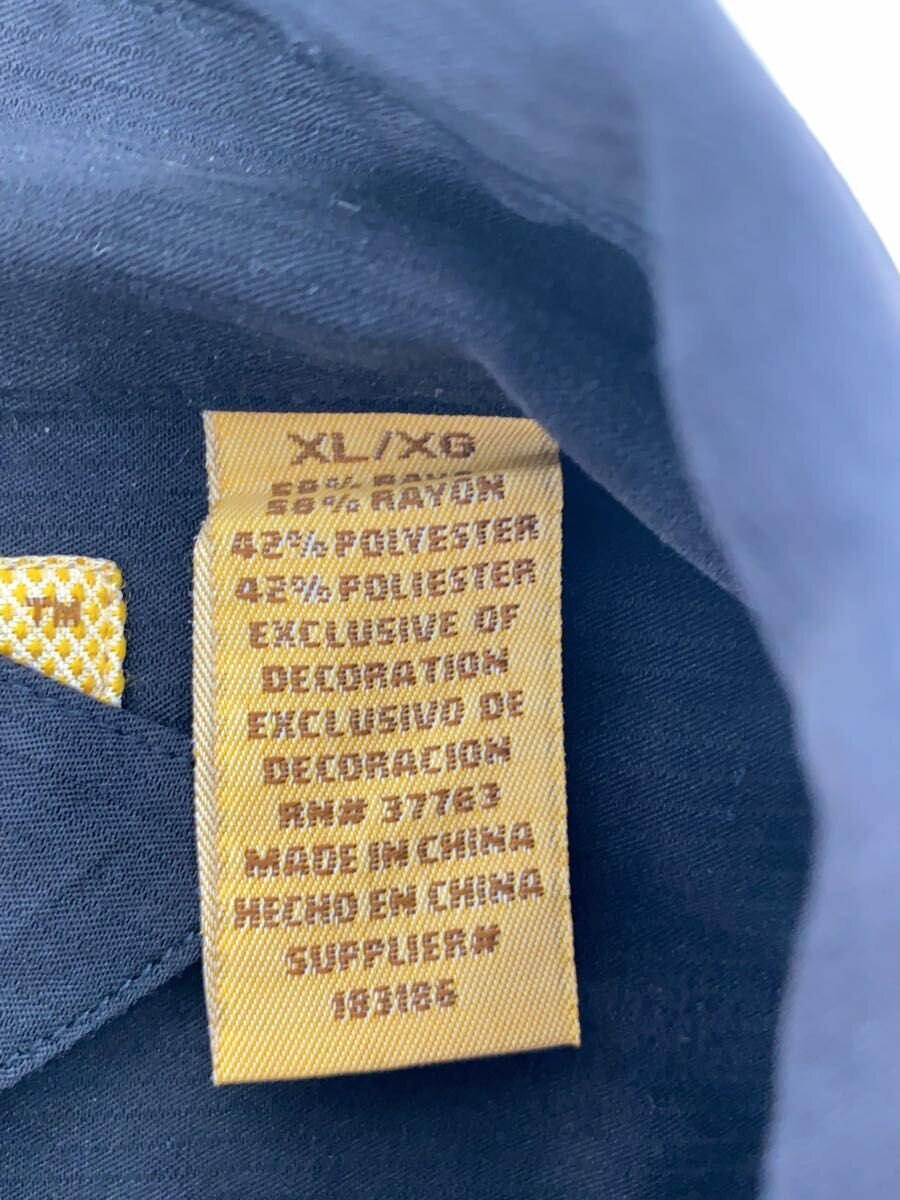 XL/XG
58% RAYON
42% POLYESTER
42% POLIESTER
EXCLUSIVE OF
DECORATION
EXCLUSIVO DE
DECORACION
RN# 37763
MADE IN CHINA
HECHO EN CHINA
SUPPLIER#
183186
TM